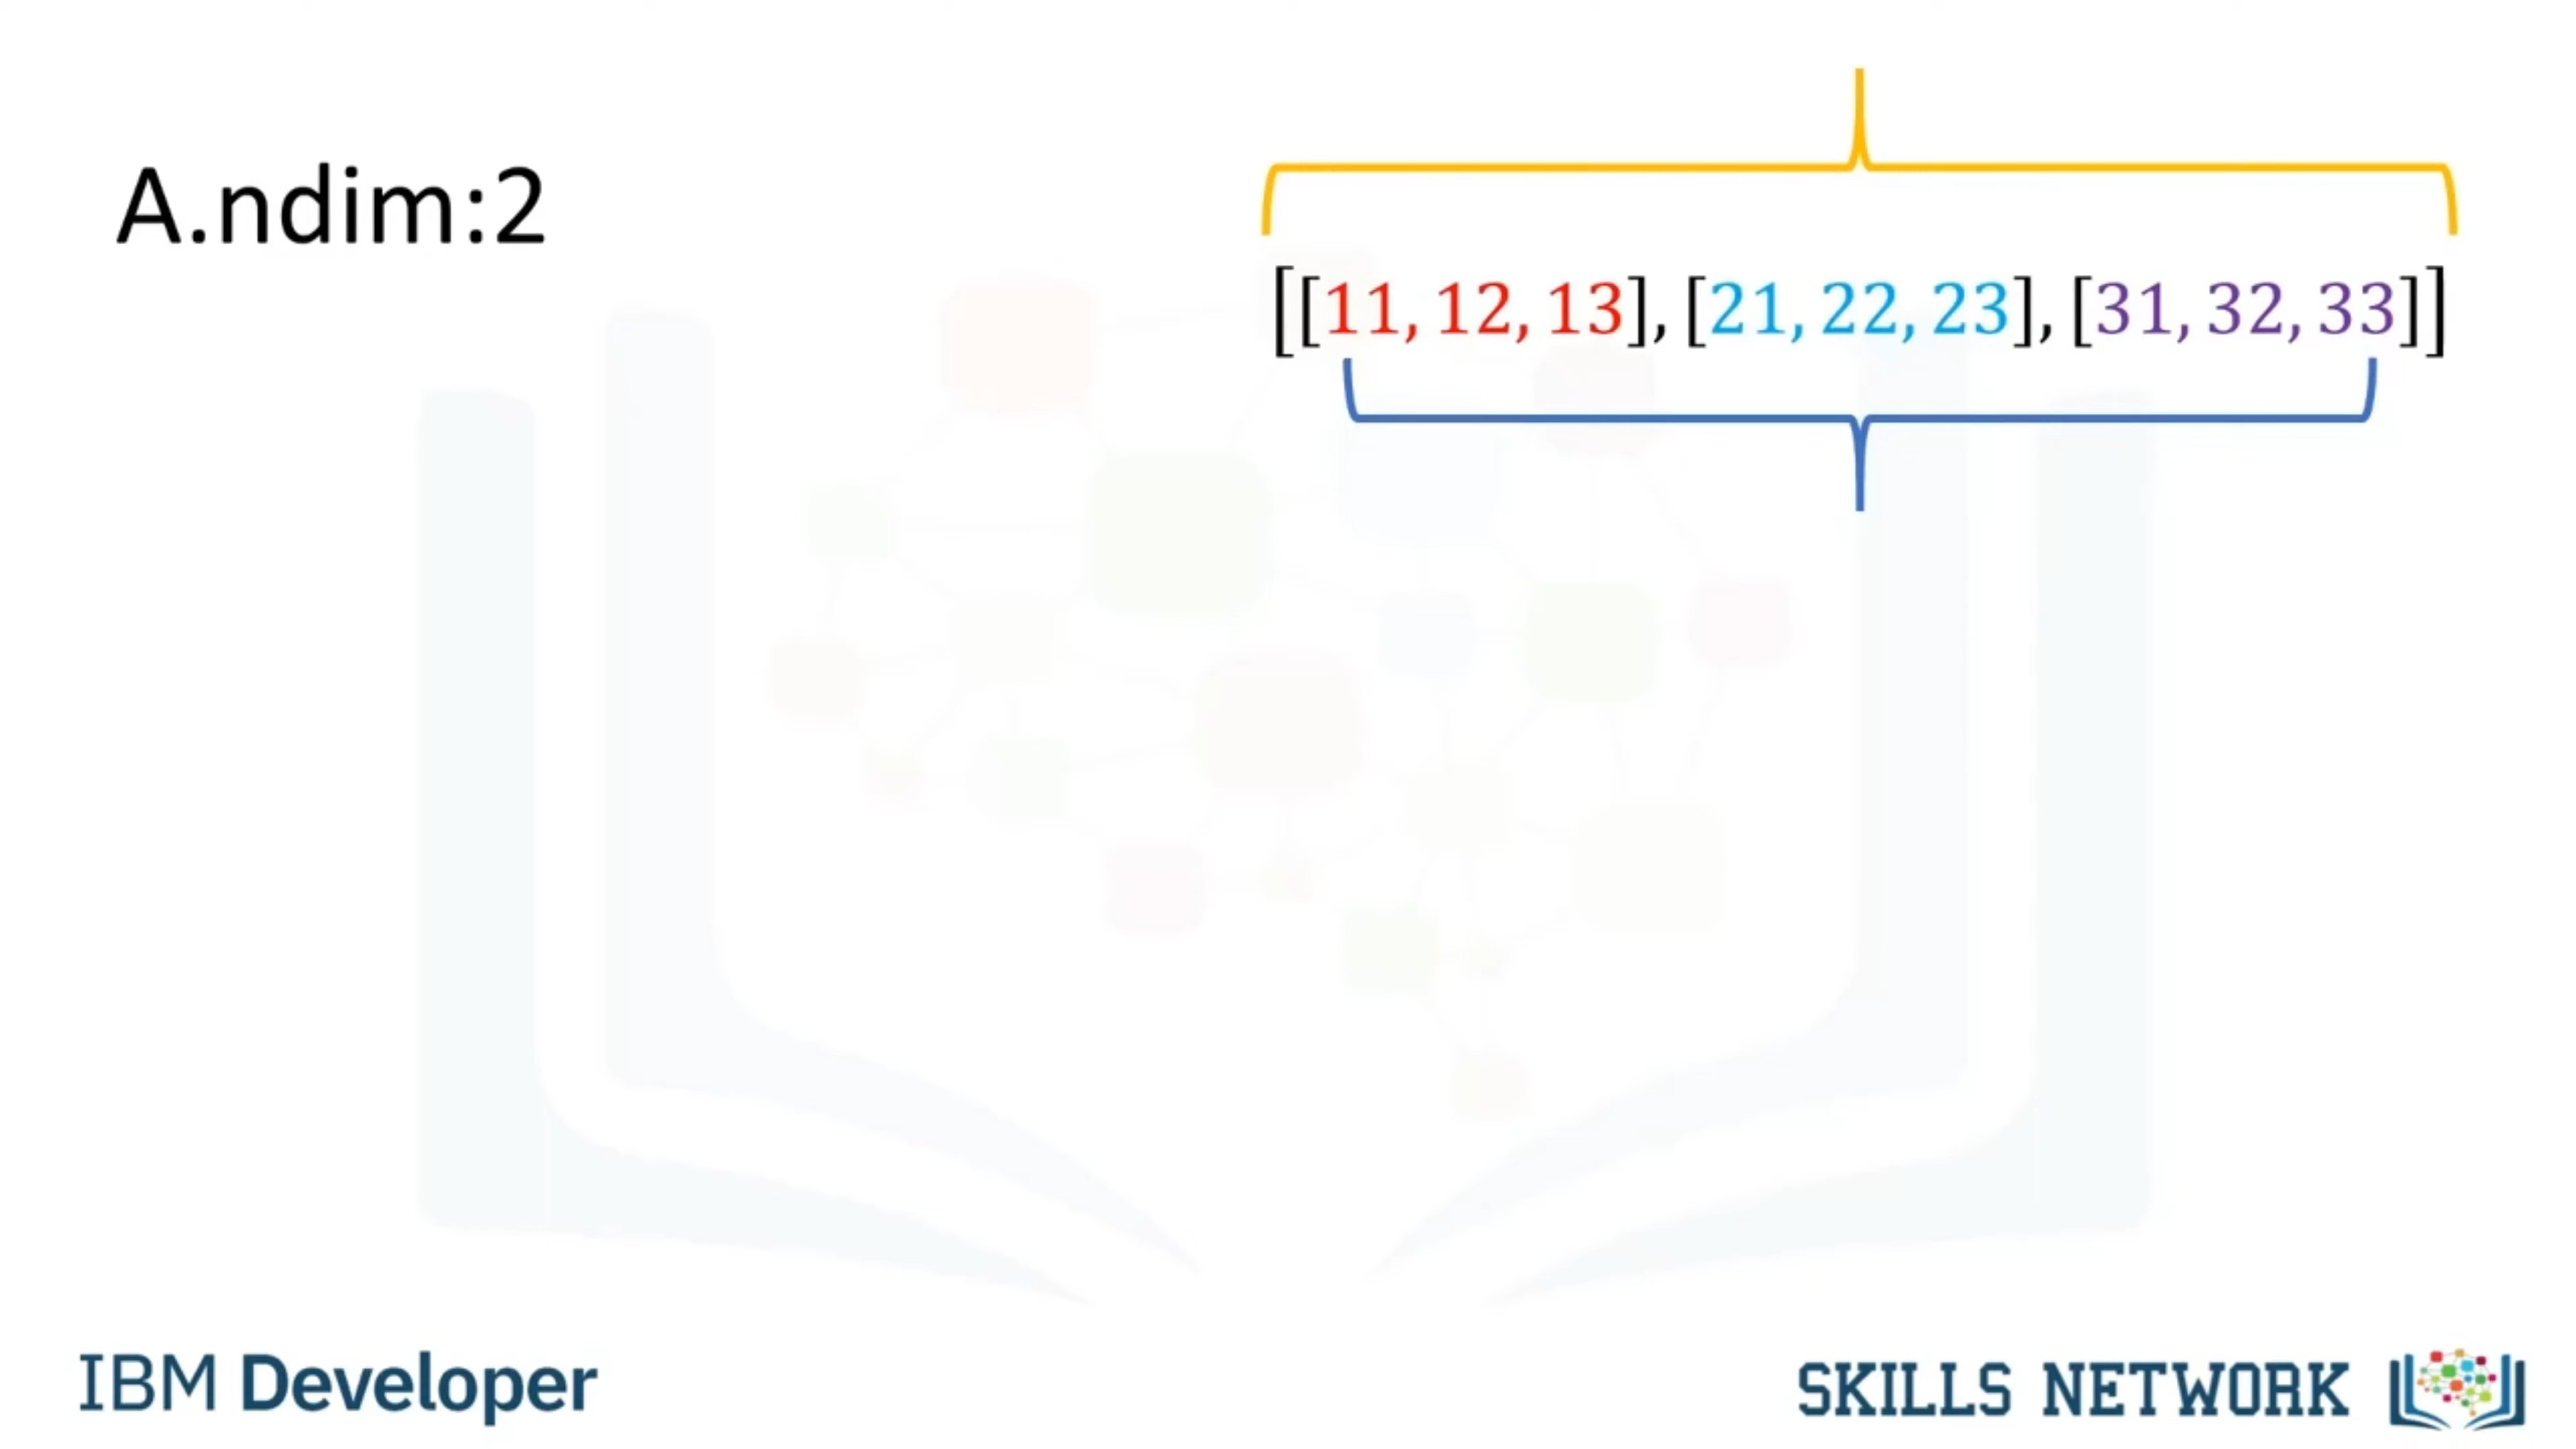 A.ndim:2
[[11, 12, 13], [21, 22, 23], [31, 32, 33]]
IBM Developer
SKILLS NETWORK